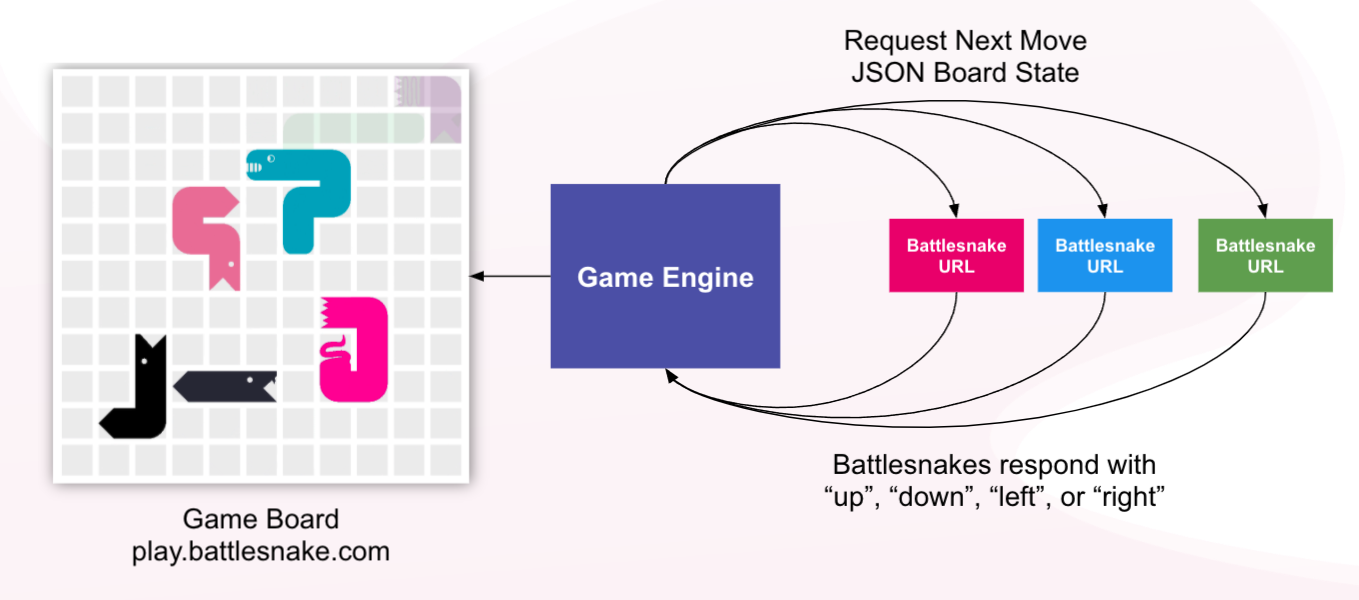 Request Next Move
JSON Board State
Game Engine
Battlesnake
URL
Battlesnake
URL
Battlesnake
URL
Battlesnakes respond with
“up”, “down”, “left”, or “right”
Game Board
play.battlesnake.com